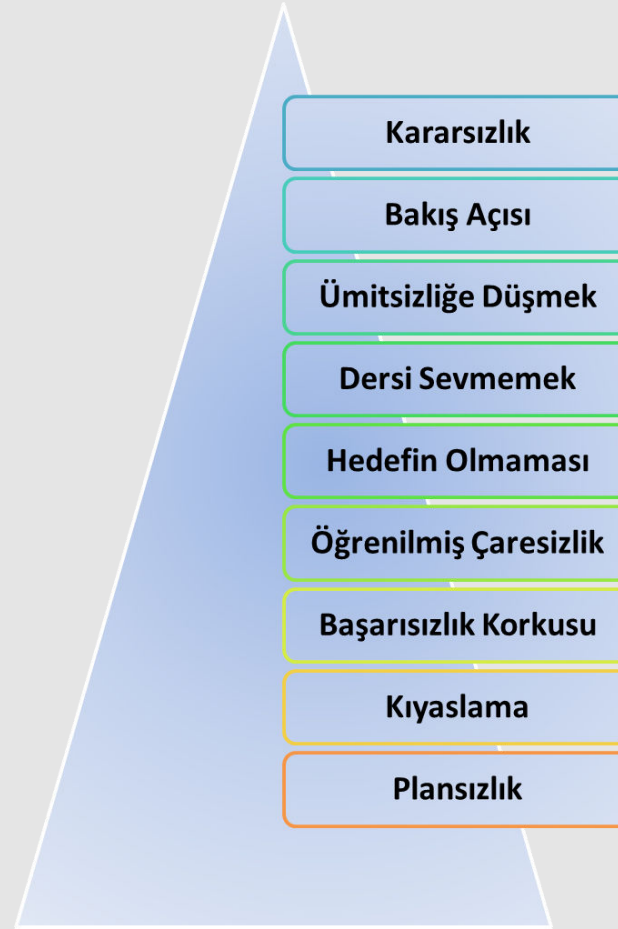 Kararsızlık
Bakış Açısı
Ümitsizliğe Düşmek
Dersi Sevmemek
Hedefin Olmaması
Öğrenilmiş Çaresizlik
Başarısızlık Korkusu
Kıyaslama
Plansızlık